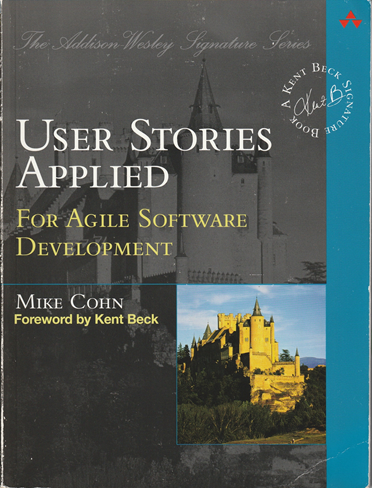 The Addison Wesley Signature Series
A KENT BECK SIGNATURE BOOK
Kent B
USER STORIES
APPLIED
FOR AGILE SOFTWARE
DEVELOPMENT
MIKE COHN
Foreword by Kent Beck